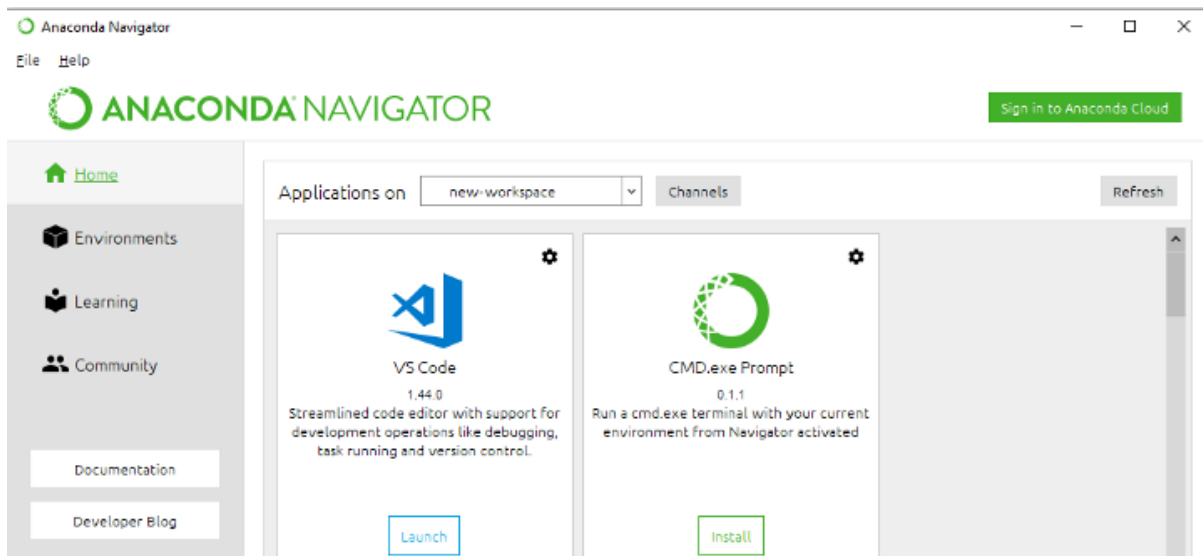 Anaconda Navigator
File Help
ANACONDA NAVIGATOR
Sign in to Anaconda Cloud
Home
Environments
Learning
Community
Documentation
Developer Blog
Applications on new-workspace Channels Refresh
VS Code
1.44.0
Streamlined code editor with support for
development operations like debugging,
task running and version control.
Launch
CMD.exe Prompt
0.1.1
Run a cmd.exe terminal with your current
environment from Navigator activated
Install